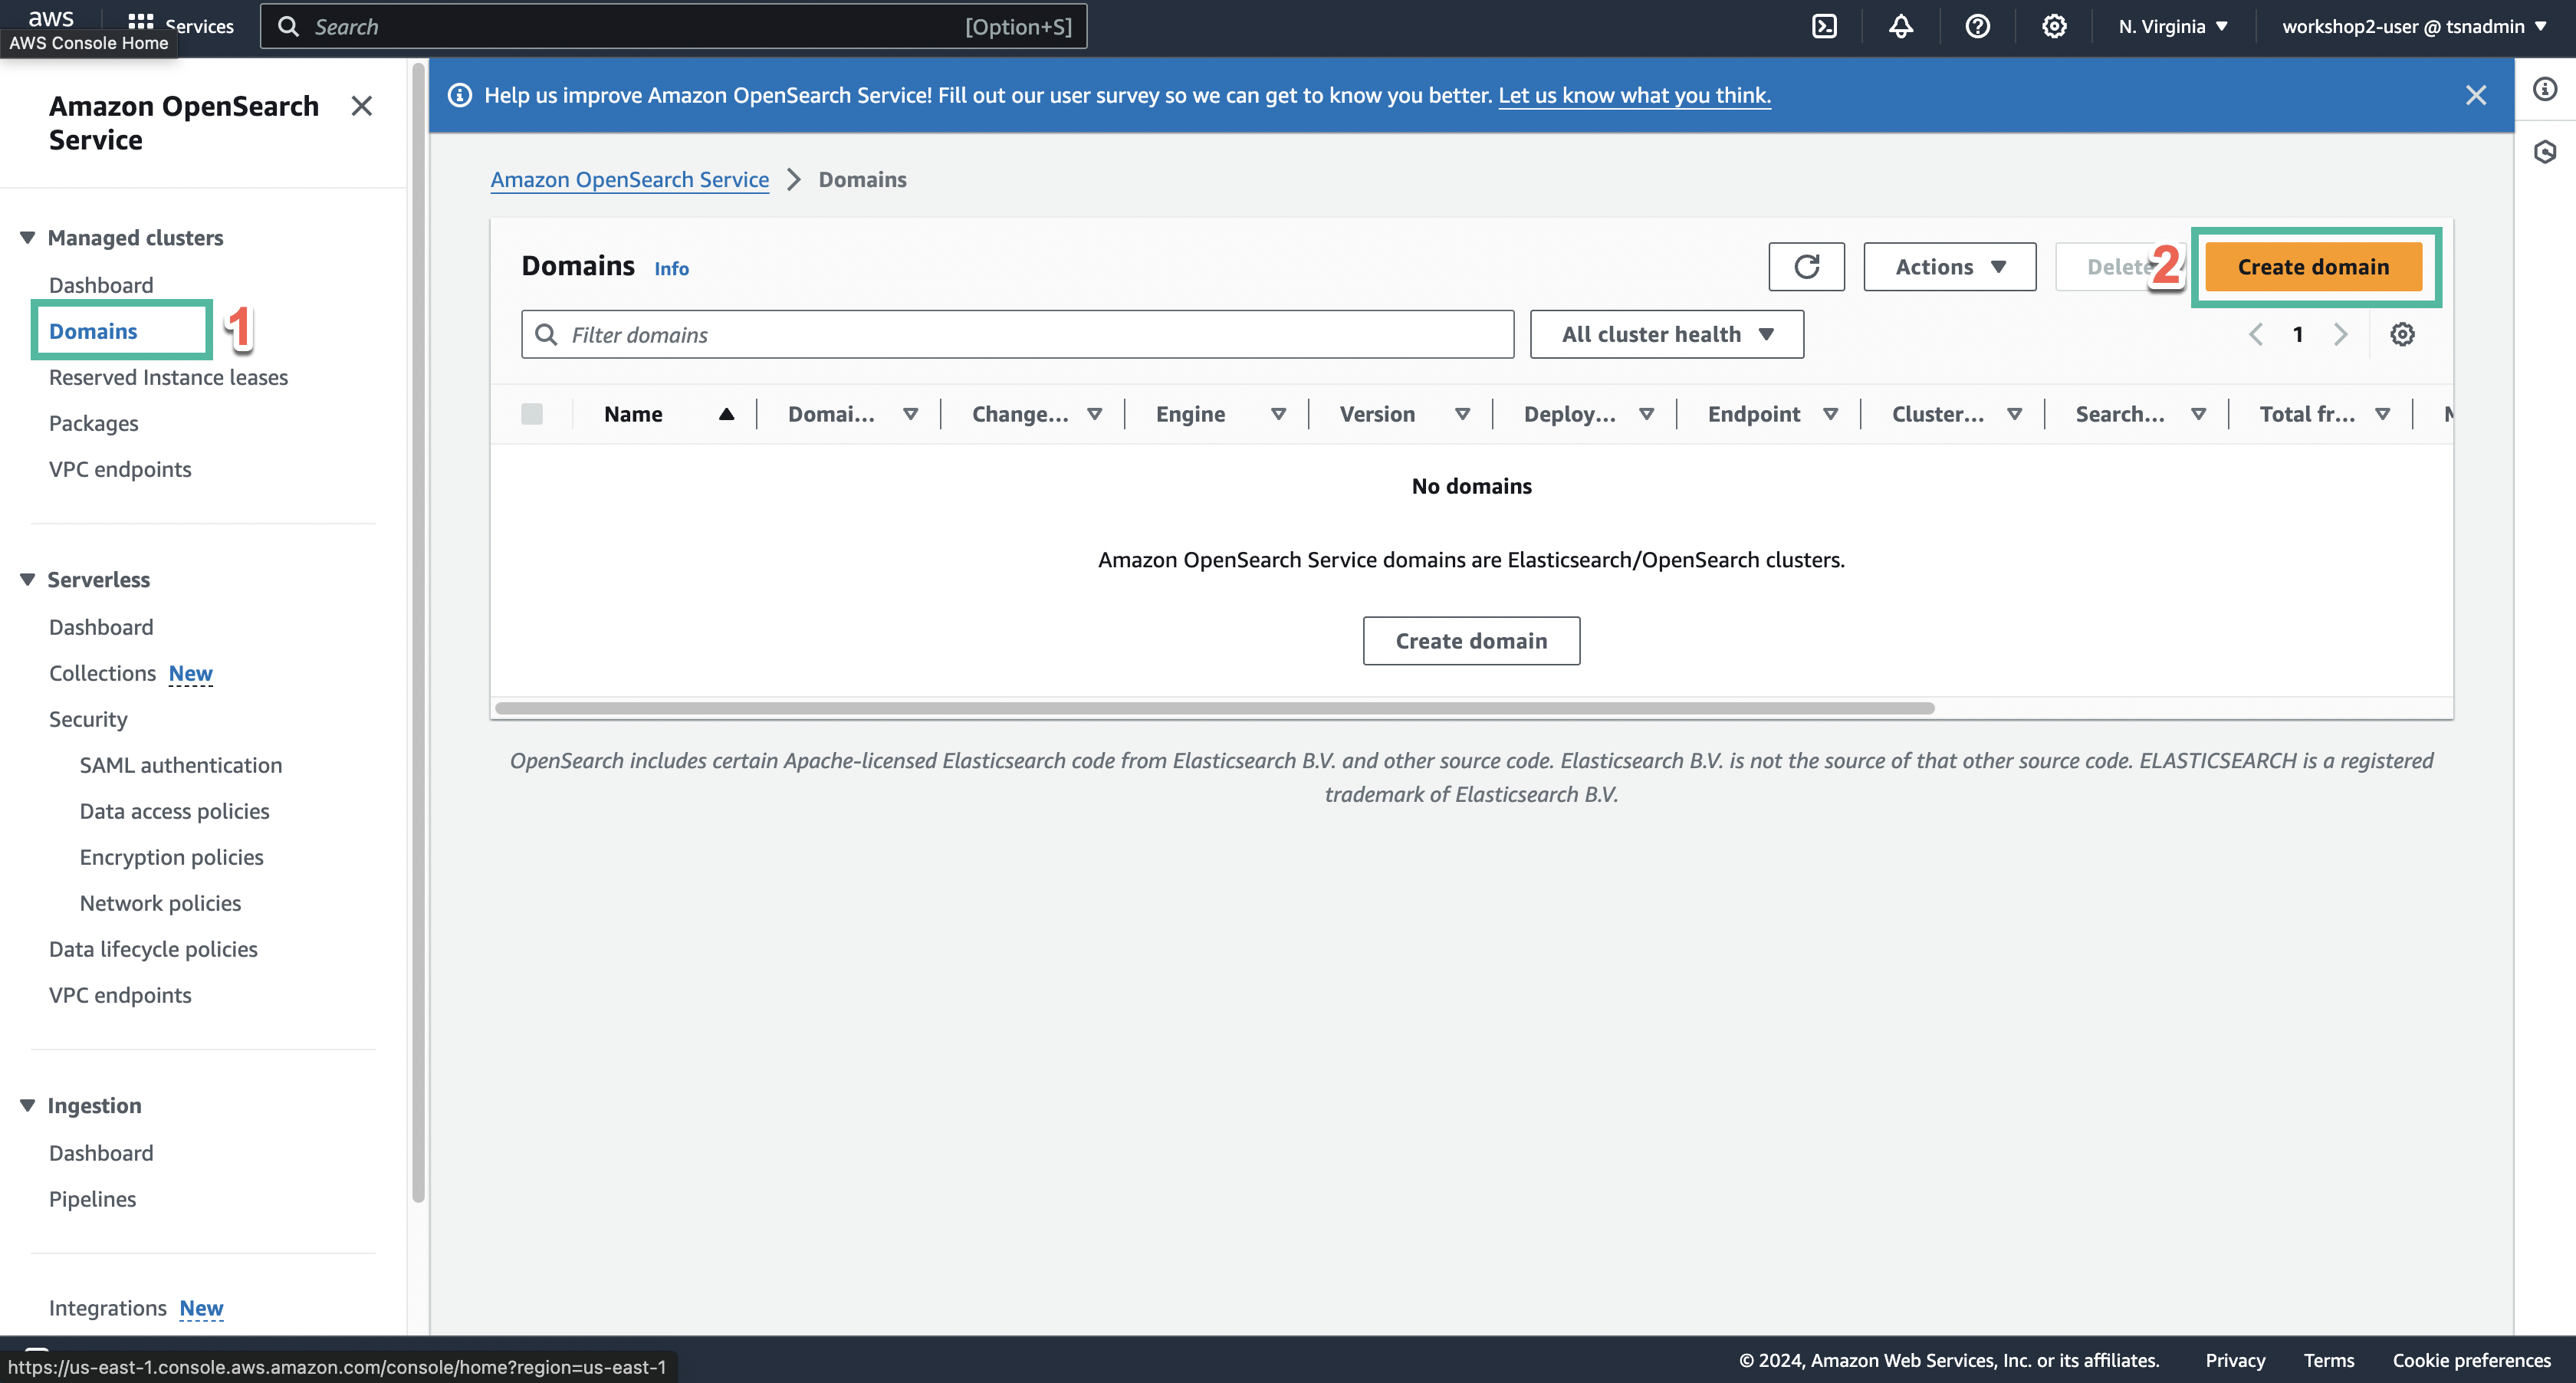 aws
Services
Search
[Option+S]
N. Virginia
workshop2-user @ tsnadmin
AWS Console Home
Amazon OpenSearch
Service
Managed clusters
Dashboard
Domains
1
Reserved Instance leases
Packages
VPC endpoints
Serverless
Dashboard
Collections New
Security
SAML authentication
Data access policies
Encryption policies
Network policies
Data lifecycle policies
VPC endpoints
Ingestion
Dashboard
Pipelines
Integrations New
Help us improve Amazon OpenSearch Service! Fill out our user survey so we can get to know you better. Let us know what you think.
Amazon OpenSearch Service > Domains
Domains Info
Actions
Delete
2
Create domain
Filter domains
All cluster health
1
Name Domai... Change... Engine Version Deploy... Endpoint Cluster... Search... Total fr...
No domains
Amazon OpenSearch Service domains are Elasticsearch/OpenSearch clusters.
Create domain
OpenSearch includes certain Apache-licensed Elasticsearch code from Elasticsearch B.V. and other source code. Elasticsearch B.V. is not the source of that other source code. ELASTICSEARCH is a registered
trademark of Elasticsearch B.V.
https://us-east-1.console.aws.amazon.com/console/home?region=us-east-1
© 2024, Amazon Web Services, Inc. or its affiliates.
Privacy
Terms
Cookie preferences